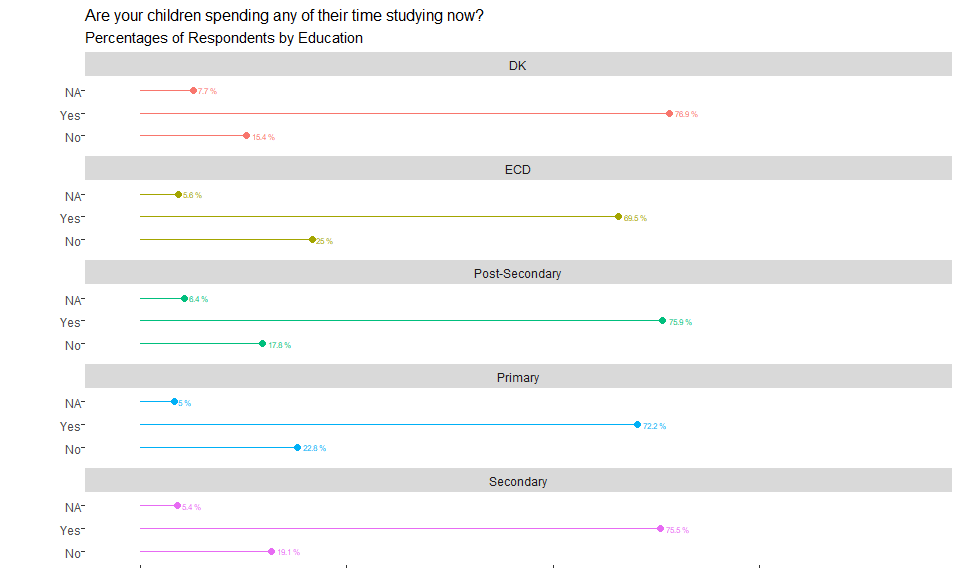 Are your children spending any of their time studying now?
Percentages of Respondents by Education
DK
NA 7.7 %
Yes 76.9 %
No 15.4 %
ECD
NA 5.6 %
Yes 69.5 %
No 25 %
Post-Secondary
NA 6.4 %
Yes 75.9 %
No 17.8 %
Primary
NA 5 %
Yes 72.2 %
No 22.8 %
Secondary
NA 5.4 %
Yes 75.5 %
No 19.1 %